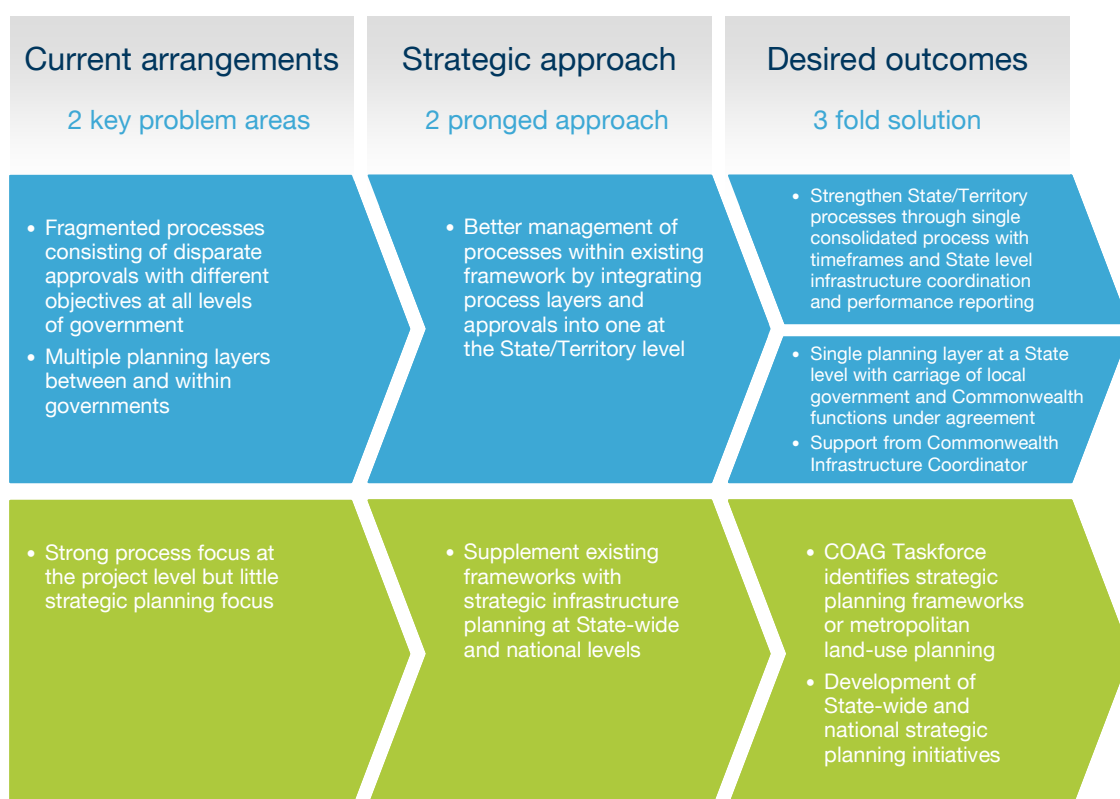 Current arrangements
2 key problem areas
Strategic approach
2 pronged approach
Desired outcomes
3 fold solution
• Fragmented processes
consisting of disparate
approvals with different
objectives at all levels
of government
• Multiple planning layers
between and within
governments
• Better management of
processes within existing
framework by integrating
process layers and
approvals into one at
the State/Territory level
• Strengthen State/Territory
processes through single
consolidated process with
timeframes and State level
infrastructure coordination
and performance reporting
• Single planning layer at a State
level with carriage of local
government and Commonwealth
functions under agreement
• Support from Commonwealth
Infrastructure Coordinator
• Strong process focus at
the project level but little
strategic planning focus
• Supplement existing
frameworks with
strategic infrastructure
planning at State-wide
and national levels
• COAG Taskforce
identifies strategic
planning frameworks
or metropolitan
land-use planning
• Development of
State-wide and
national strategic
planning initiatives